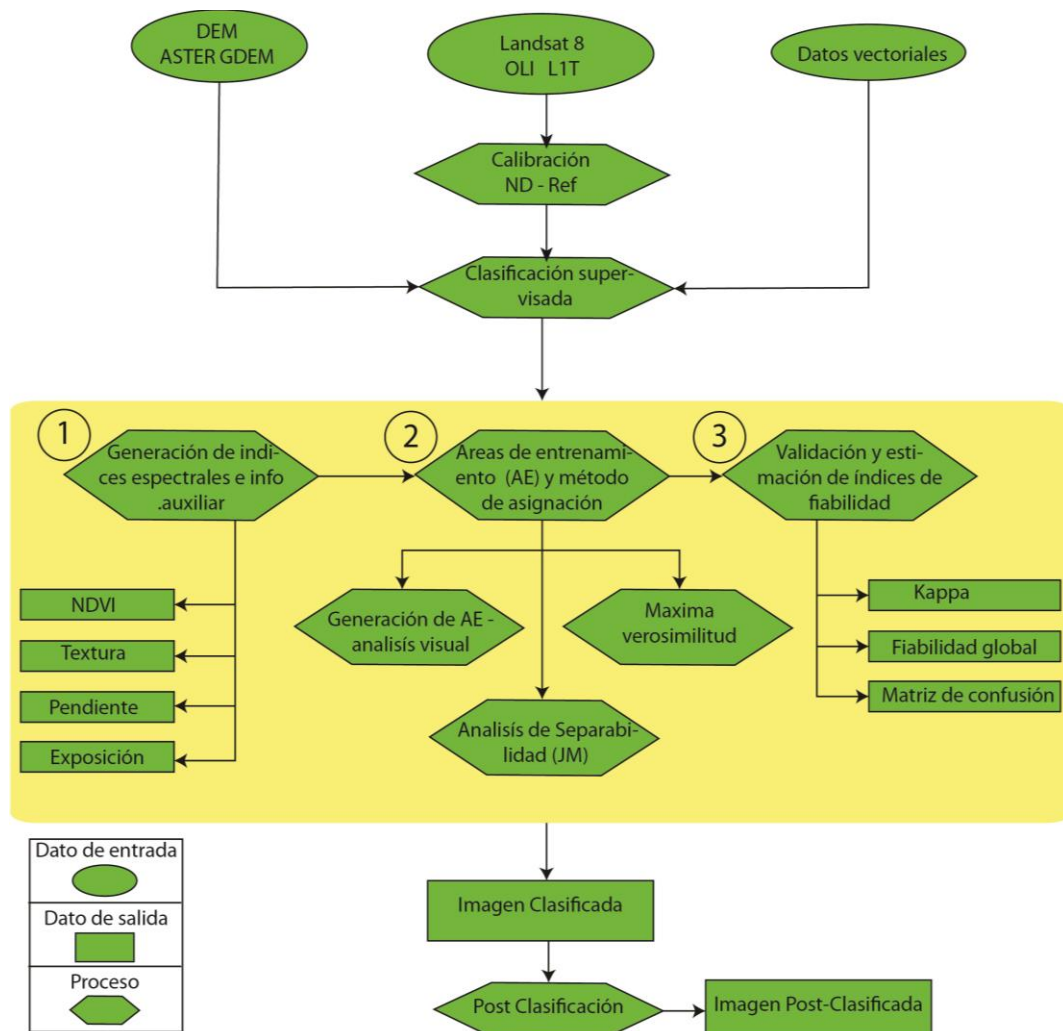 DEM
ASTER GDEM
Landsat 8
OLI L1T
Datos vectoriales
Calibración
ND - Ref
Clasificación super-
visada
1
Generación de indi-
ces espectrales e info
.auxiliar
2
Areas de entrenami-
ento (AE) y método
de asignación
3
Validación y esti-
mación de índices de
fiabilidad
NDVI
Textura
Pendiente
Exposición
Generación de AE -
analisís visual
Maxima
verosimilitud
Analisís de Separabi-
lidad (JM)
Kappa
Fiabilidad global
Matriz de confusión
Dato de entrada
Dato de salida
Proceso
Imagen Clasificada
Post Clasificación
Imagen Post-Clasificada